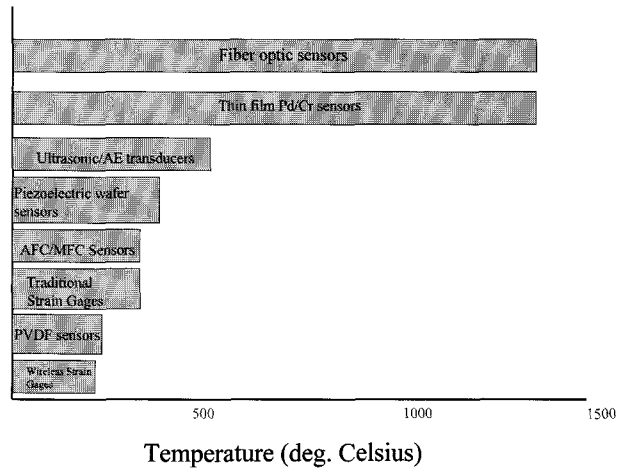 Fiber optic sensors
Thin film Pd/Cr sensors
Ultrasonic/AE transducers
Piezoelectric wafer
sensors
AFC/MFC Sensors
Traditional
Strain Gages
PVDF sensors
Wireless Strain
Gages
500
1000
1500
Temperature (deg. Celsius)